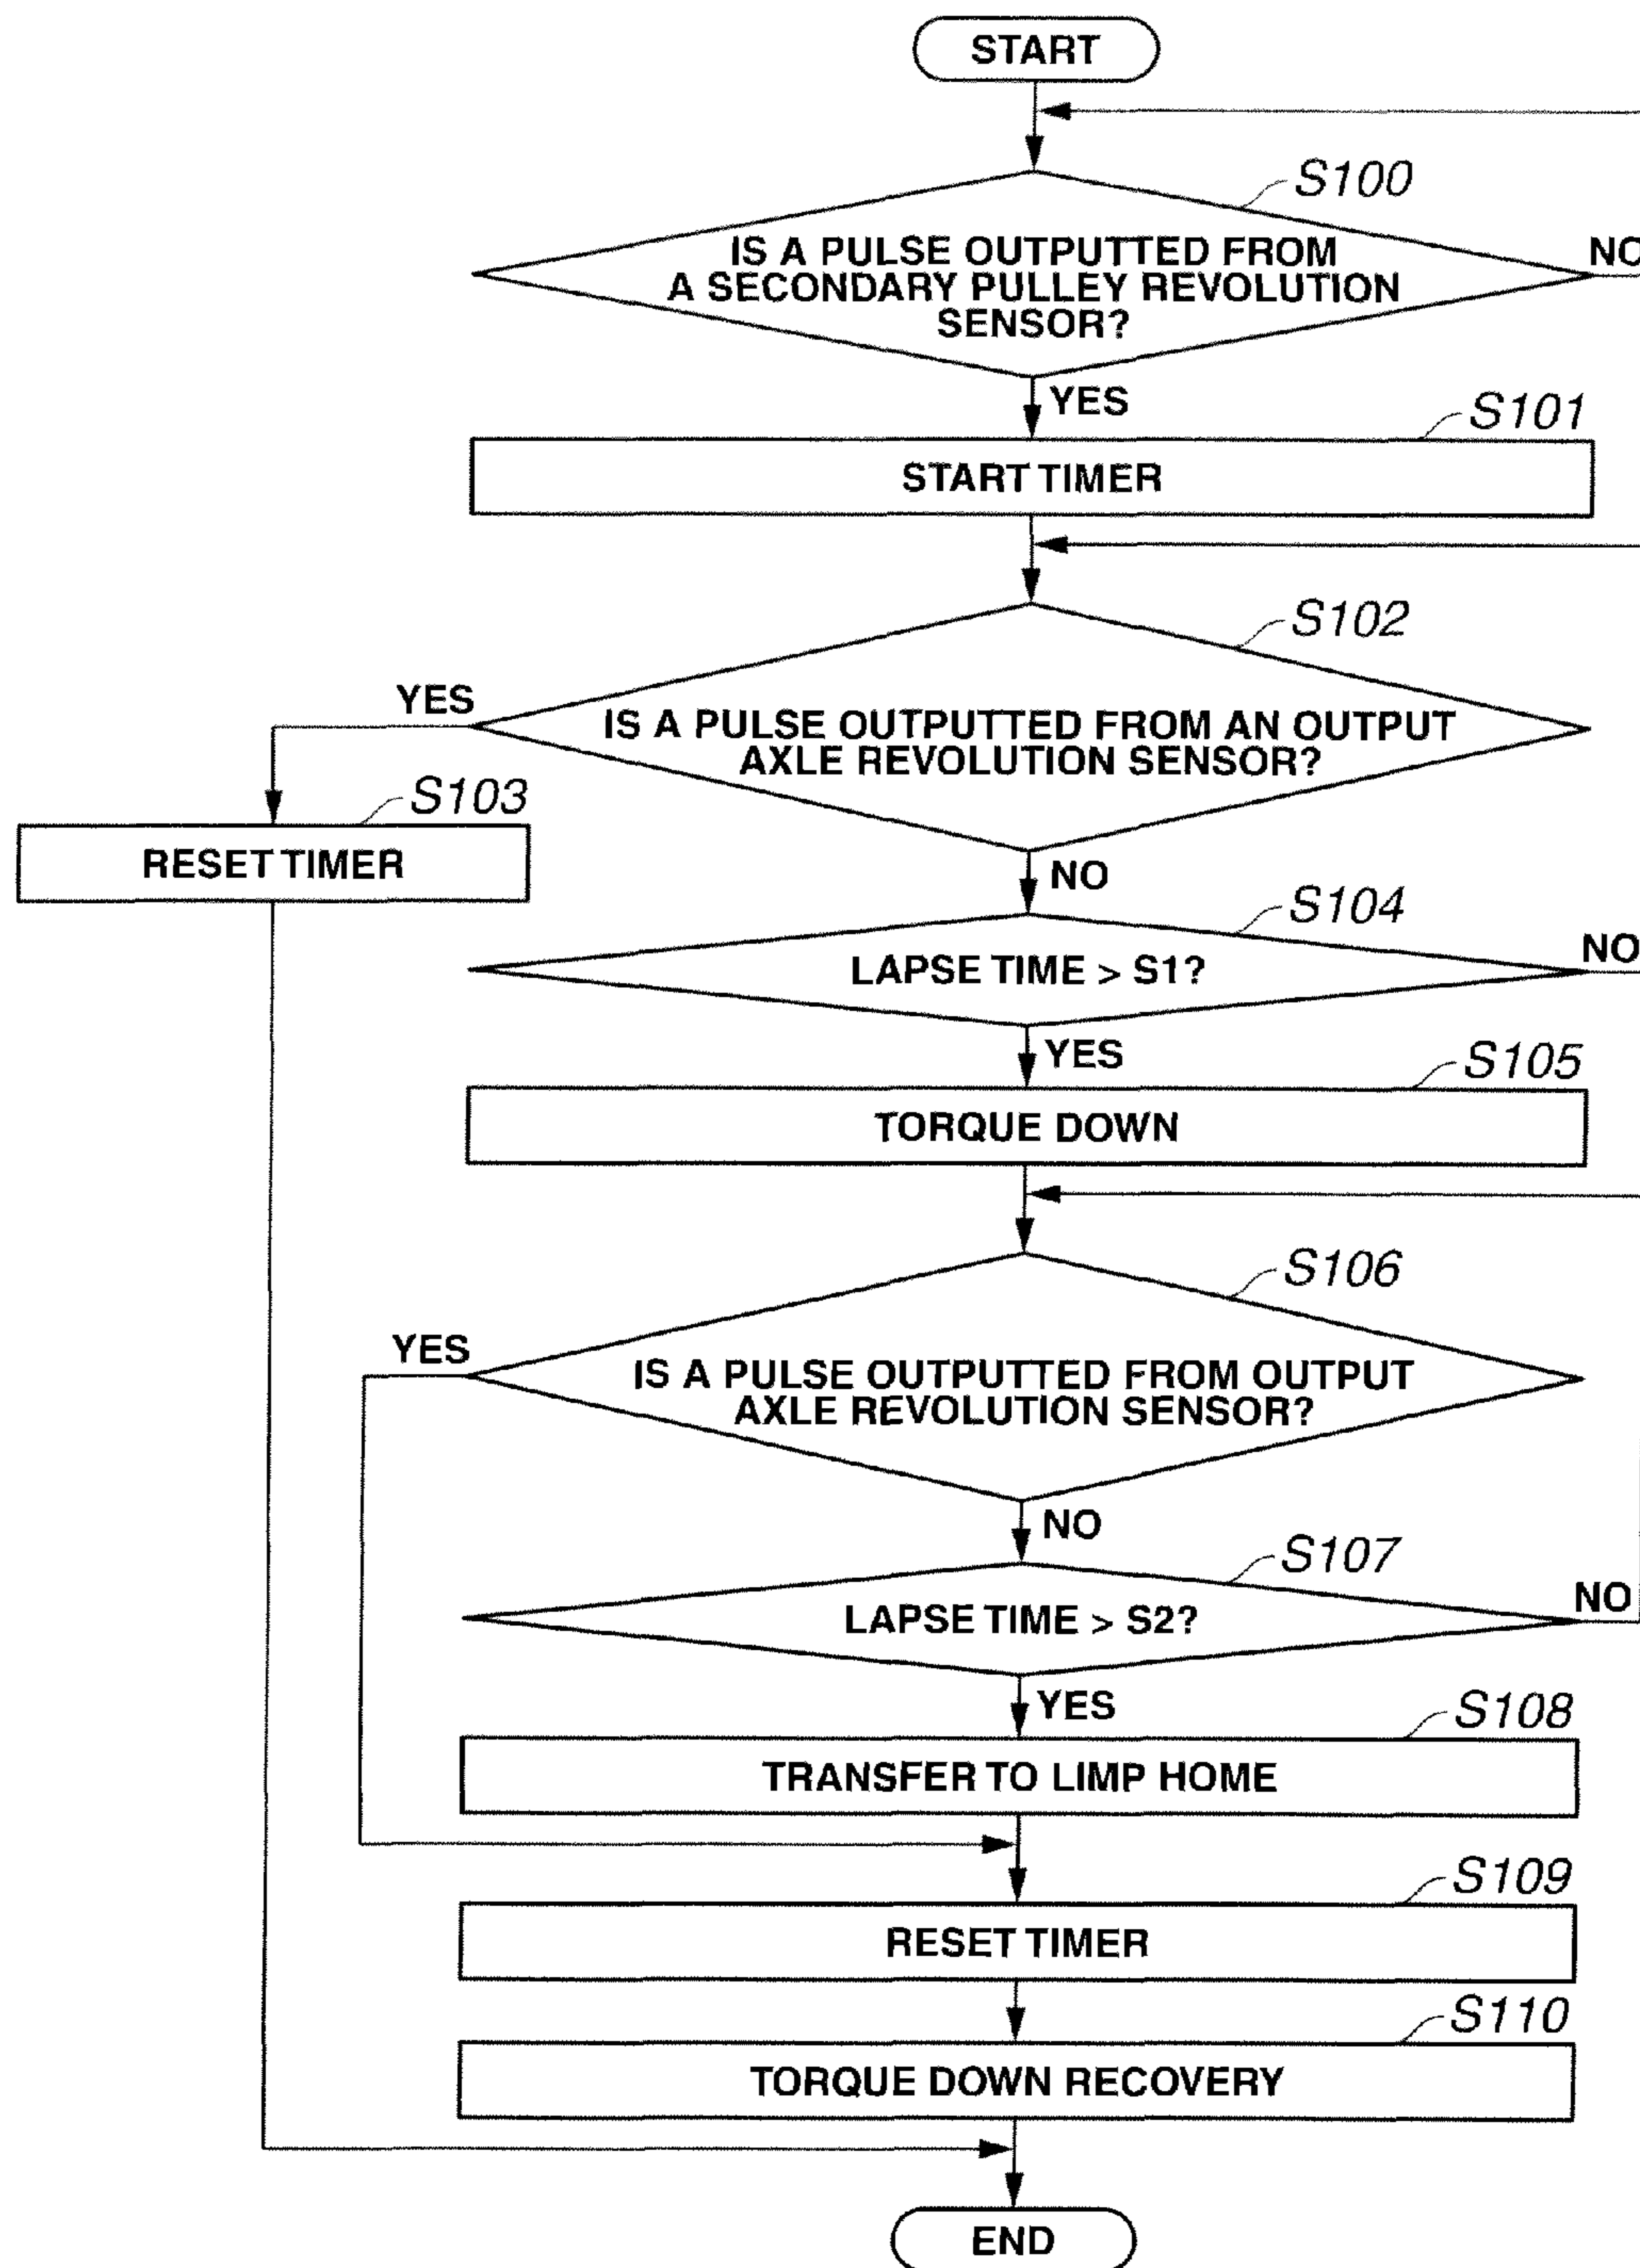 START
S100
IS A PULSE OUTPUTTED FROM
A SECONDARY PULLEY REVOLUTION
SENSOR?
NO
YES
S101
START TIMER
S102
YES
IS A PULSE OUTPUTTED FROM AN OUTPUT
AXLE REVOLUTION SENSOR?
S103
RESET TIMER
NO
S104
LAPSE TIME > S1?
NO
YES
S105
TORQUE DOWN
S106
YES
IS A PULSE OUTPUTTED FROM OUTPUT
AXLE REVOLUTION SENSOR?
NO
S107
LAPSE TIME > S2?
NO
YES
S108
TRANSFER TO LIMP HOME
S109
RESET TIMER
S110
TORQUE DOWN RECOVERY
END